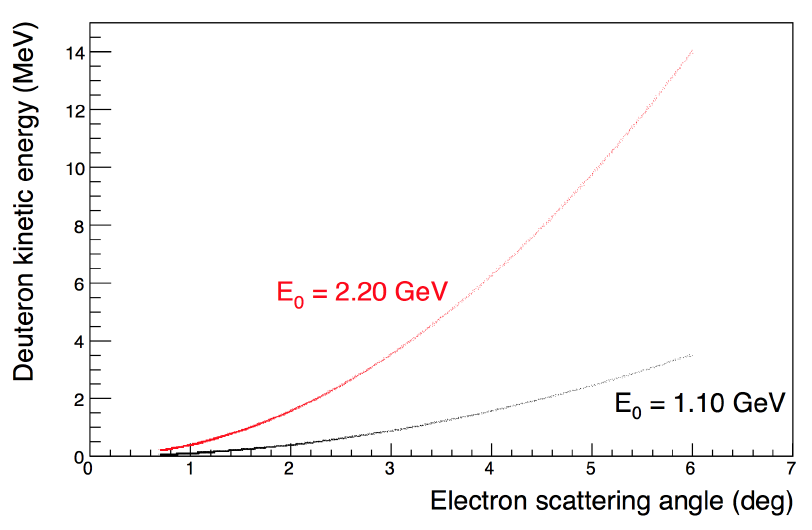 Deuteron kinetic energy (MeV)
14
12
10
8
6
4
2
0
E0 = 2.20 GeV
E0 = 1.10 GeV
0 1 2 3 4 5 6 7
Electron scattering angle (deg)